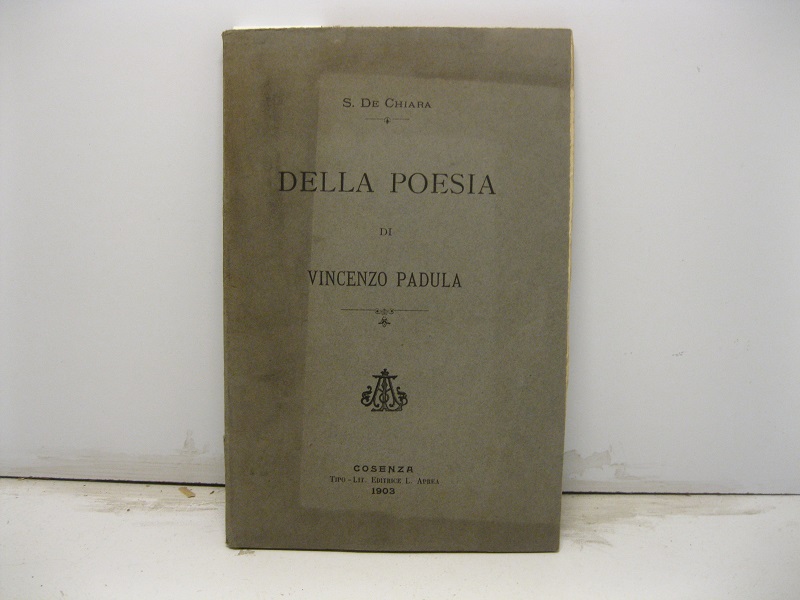 S. De Chiara
DELLA POESIA
DI
VINCENZO PADULA
COSENZA
Tipo - Lit. Editrice L. Aprea
1903